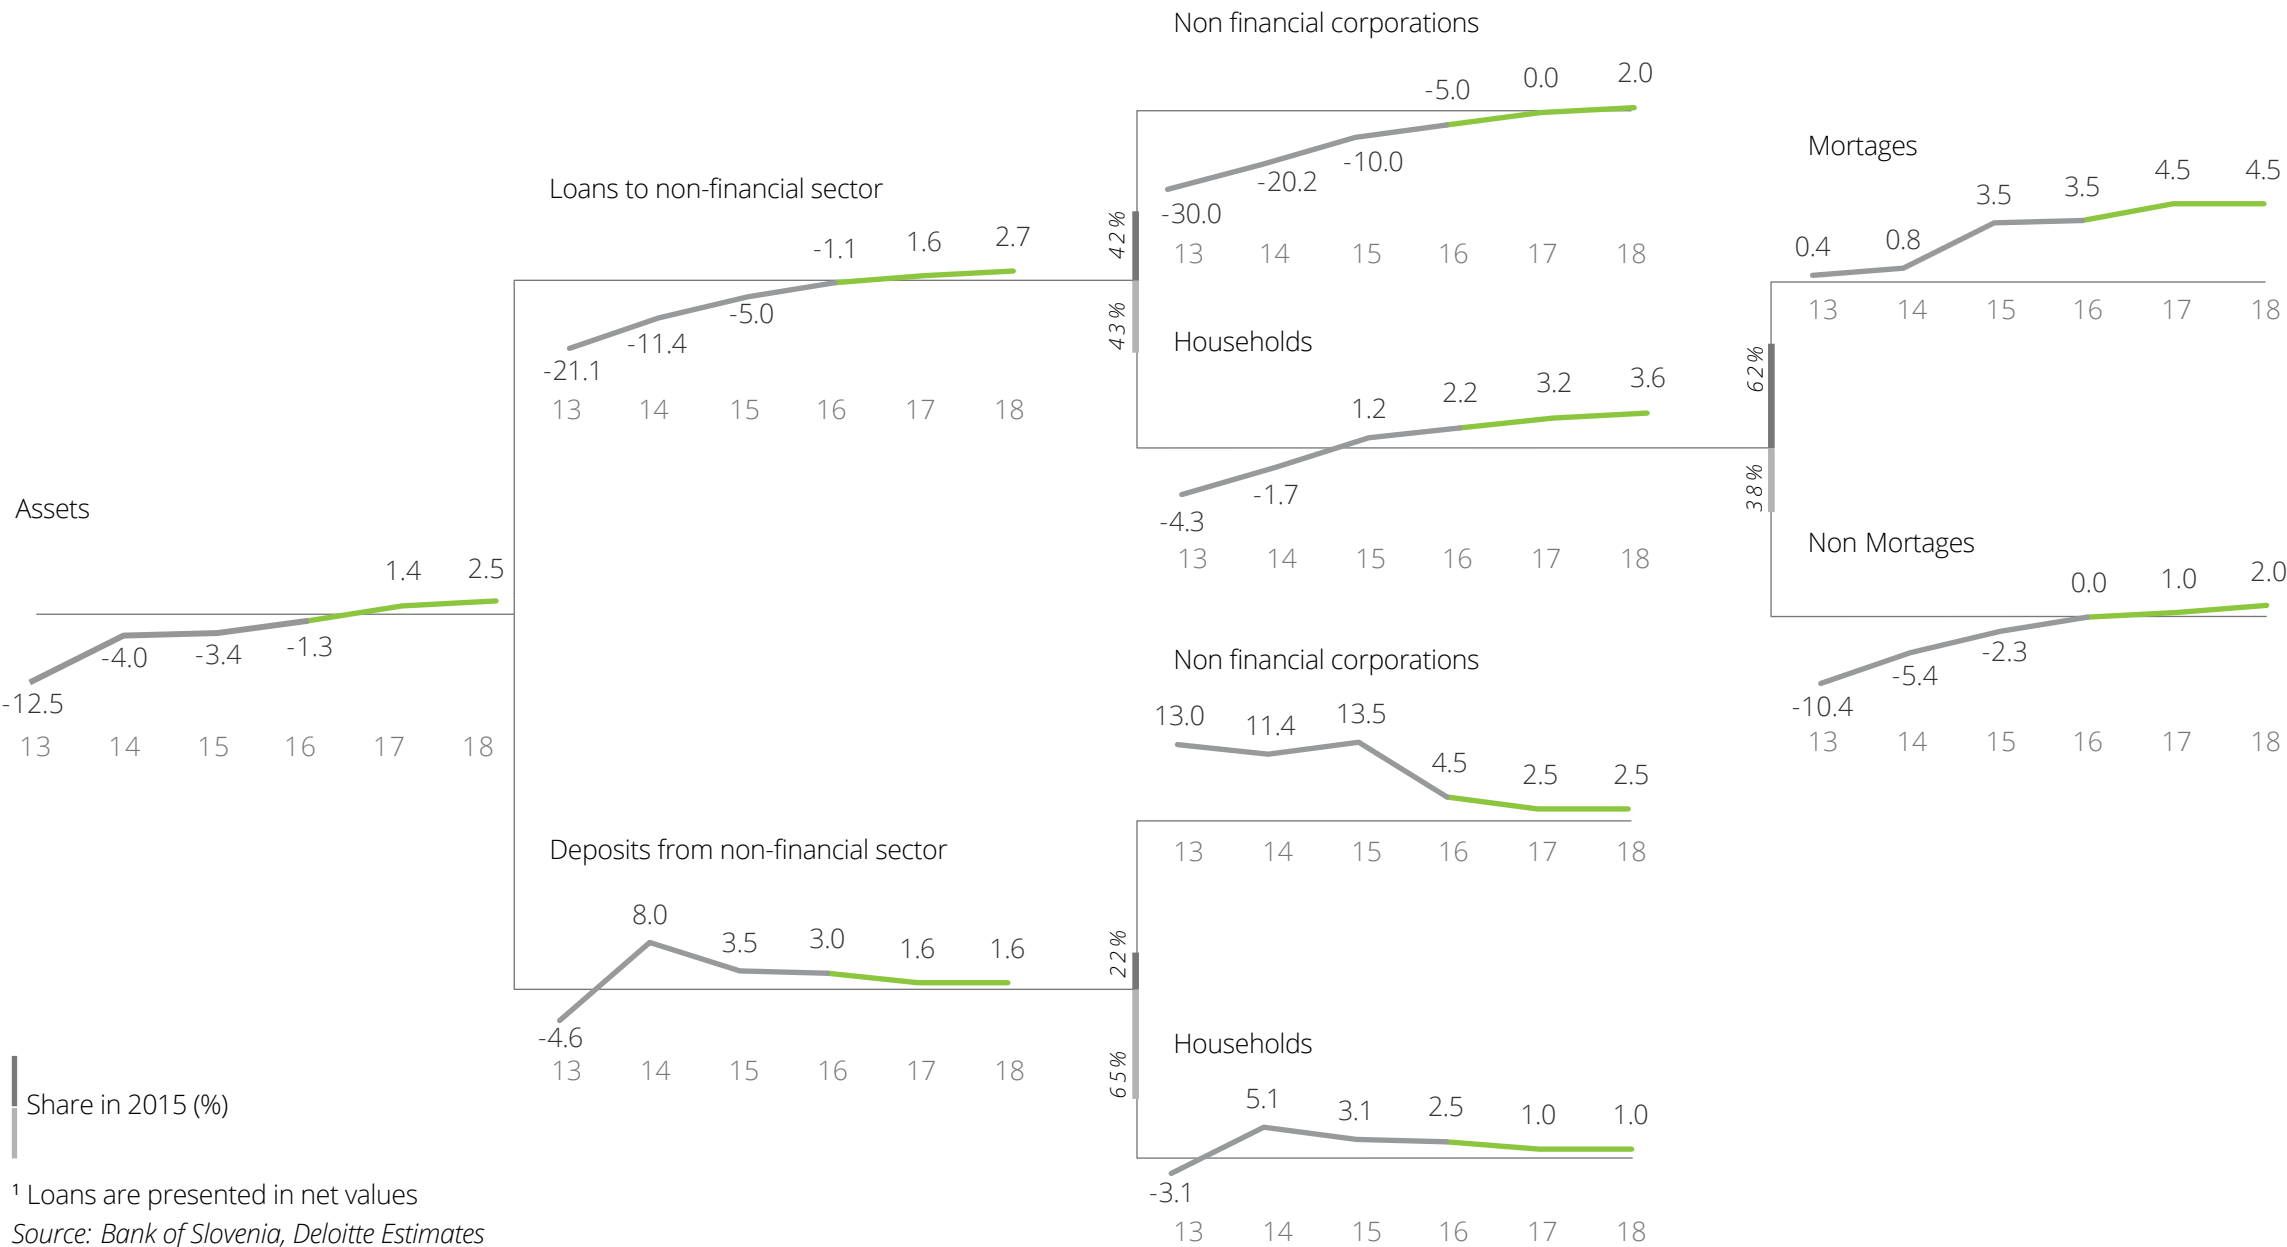 Non financial corporations
-5.0 0.0 2.0
-30.0 -20.2 -10.0
13 14 15 16 17 18
Loans to non-financial sector
-1.1 1.6 2.7
-21.1 -11.4 -5.0
13 14 15 16 17 18
42%
43%
Households
1.2 2.2 3.2 3.6
-4.3 -1.7
13 14 15 16 17 18
Mortages
0.4 0.8 3.5 3.5 4.5 4.5
13 14 15 16 17 18
62%
38%
Non Mortages
0.0 1.0 2.0
-10.4 -5.4 -2.3
13 14 15 16 17 18
Assets
1.4 2.5
-12.5 -4.0 -3.4 -1.3
13 14 15 16 17 18
Non financial corporations
13.0 11.4 13.5 4.5 2.5 2.5
13 14 15 16 17 18
Deposits from non-financial sector
8.0 3.5 3.0 1.6 1.6
-4.6
13 14 15 16 17 18
22%
65%
Households
5.1 3.1 2.5 1.0 1.0
-3.1
13 14 15 16 17 18
Share in 2015 (%)
¹ Loans are presented in net values
Source: Bank of Slovenia, Deloitte Estimates